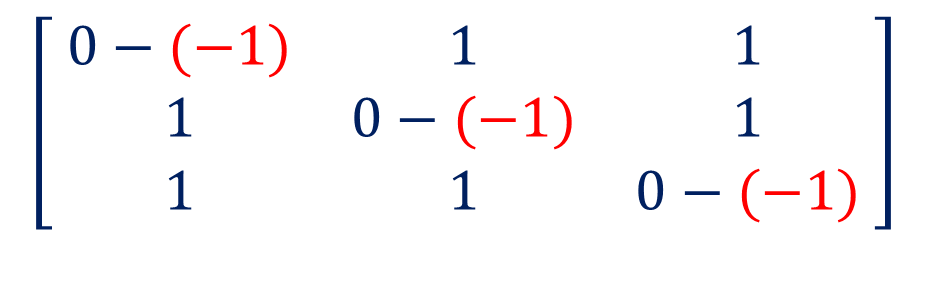 0 − (−1) 1 1
1 0 − (−1) 1
1 1 0 − (−1)